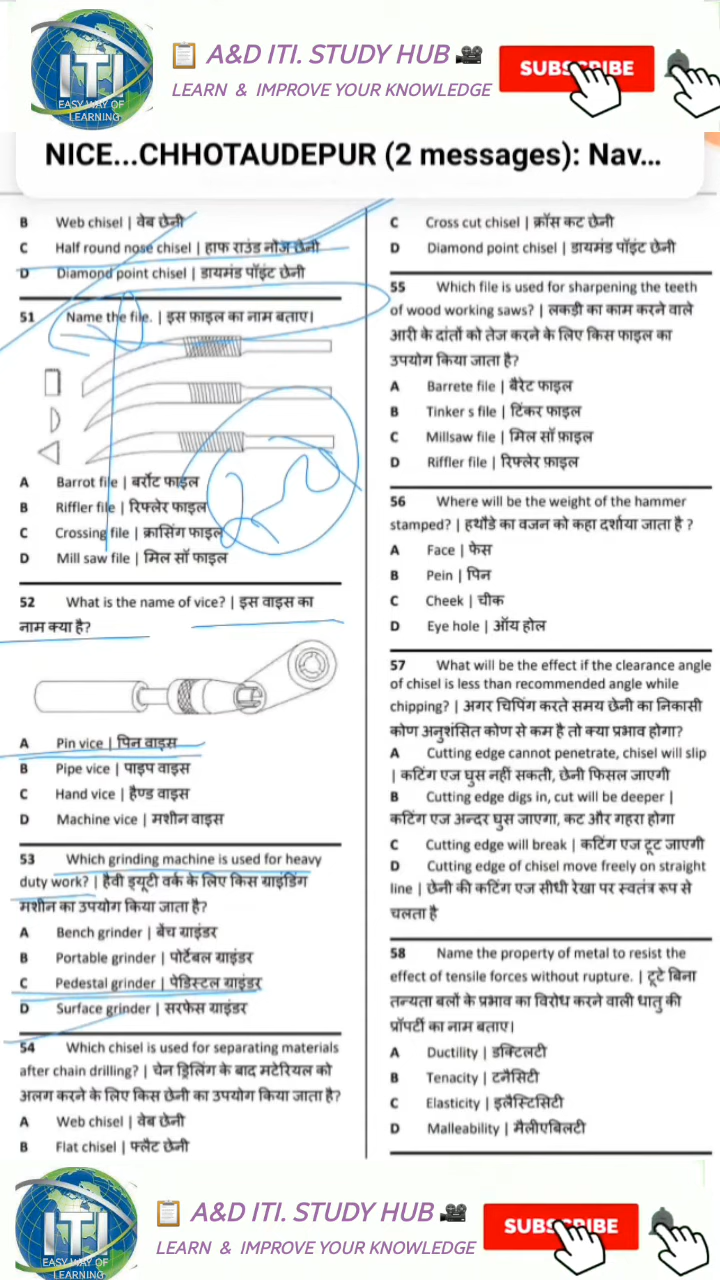 ITI
EASY WAY OF
LEARNING
A&D ITI. STUDY HUB
LEARN & IMPROVE YOUR KNOWLEDGE
SUBSCRIBE
NICE...CHHOTAUDEPUR (2 messages): Nav...
B Web chisel | वेब छेनी
C Half round nose chisel | हाफ राउंड नोज छेनी
D Diamond point chisel | डायमंड पॉइंट छेनी
51 Name the file. | इस फ़ाइल का नाम बताए।
A Barrot file | बर्रोट फाइल
B Riffler file | रिफ्लेर फाइल
C Crossing file | क्रासिंग फाइल
D Mill saw file | मिल सॉ फाइल
52 What is the name of vice? | इस वाइस का
नाम क्या है?
A Pin vice | पिन वाइस
B Pipe vice | पाइप वाइस
C Hand vice | हैण्ड वाइस
D Machine vice | मशीन वाइस
53 Which grinding machine is used for heavy
duty work? | हैवी ड्यूटी वर्क के लिए किस ग्राइंडिंग
मशीन का उपयोग किया जाता है?
A Bench grinder | बेंच ग्राइंडर
B Portable grinder | पोर्टेबल ग्राइंडर
C Pedestal grinder | पेडिस्टल ग्राइंडर
D Surface grinder | सरफेस ग्राइंडर
54 Which chisel is used for separating materials
after chain drilling? | चेन ड्रिलिंग के बाद मटेरियल को
अलग करने के लिए किस छेनी का उपयोग किया जाता है?
A Web chisel | वेब छेनी
B Flat chisel | फ्लैट छेनी
C Cross cut chisel | क्रॉस कट छेनी
D Diamond point chisel | डायमंड पॉइंट छेनी
55 Which file is used for sharpening the teeth
of wood working saws? | लकड़ी का काम करने वाले
आरी के दांतों को तेज करने के लिए किस फाइल का
उपयोग किया जाता है?
A Barrete file | बैरेट फाइल
B Tinker s file | टिंकर फाइल
C Millsaw file | मिल सॉ फ़ाइल
D Riffler file | रिफ्लेर फ़ाइल
56 Where will be the weight of the hammer
stamped? | हथौडे का वजन को कहा दर्शाया जाता है ?
A Face | फेस
B Pein | पिन
C Cheek | चीक
D Eye hole | ऑय होल
57 What will be the effect if the clearance angle
of chisel is less than recommended angle while
chipping? | अगर चिपिंग करते समय छेनी का निकासी
कोण अनुशंसित कोण से कम है तो क्या प्रभाव होगा?
A Cutting edge cannot penetrate, chisel will slip
| कटिंग एज घुस नहीं सकती, छेनी फिसल जाएगी
B Cutting edge digs in, cut will be deeper |
कटिंग एज अन्दर घुस जाएगा, कट और गहरा होगा
C Cutting edge will break | कटिंग एज टूट जाएगी
D Cutting edge of chisel move freely on straight
line | छेनी की कटिंग एज सीधी रेखा पर स्वतंत्र रूप से
चलता है
58 Name the property of metal to resist the
effect of tensile forces without rupture. | टूटे बिना
तन्यता बलों के प्रभाव का विरोध करने वाली धातु की
प्रॉपर्टी का नाम बताए।
A Ductility | डक्टिलटी
B Tenacity | टनैसिटी
C Elasticity | इलैस्टिसिटी
D Malleability | मैलीएबिलटी
ITI
EASY WAY OF
LEARNING
A&D ITI. STUDY HUB
LEARN & IMPROVE YOUR KNOWLEDGE
SUBSCRIBE